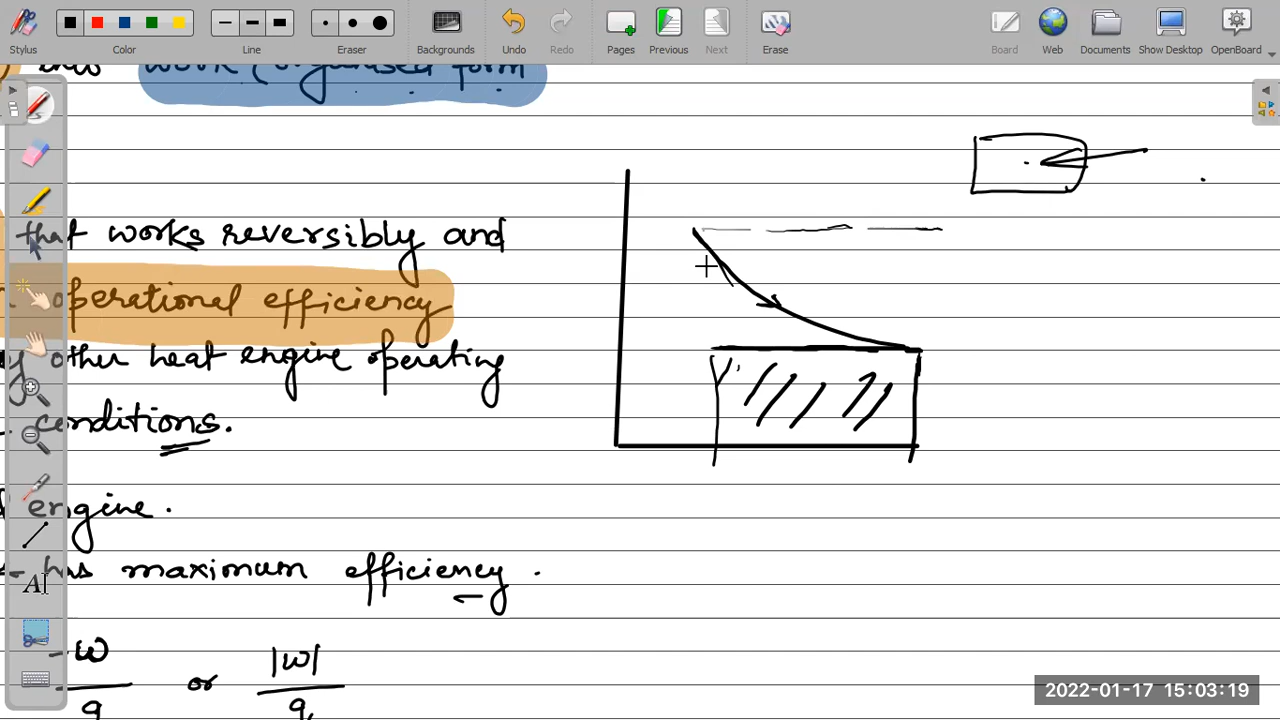 Stylus Color Line Eraser Backgrounds Undo Redo Pages Previous Next Erase Board Web Documents Show Desktop OpenBoard
work (organised form
that works reversibly and
operational efficiency
other heat engine operating
conditions.
engine.
has maximum efficiency.
-w/q or |w|/q
2022-01-17 15:03:19